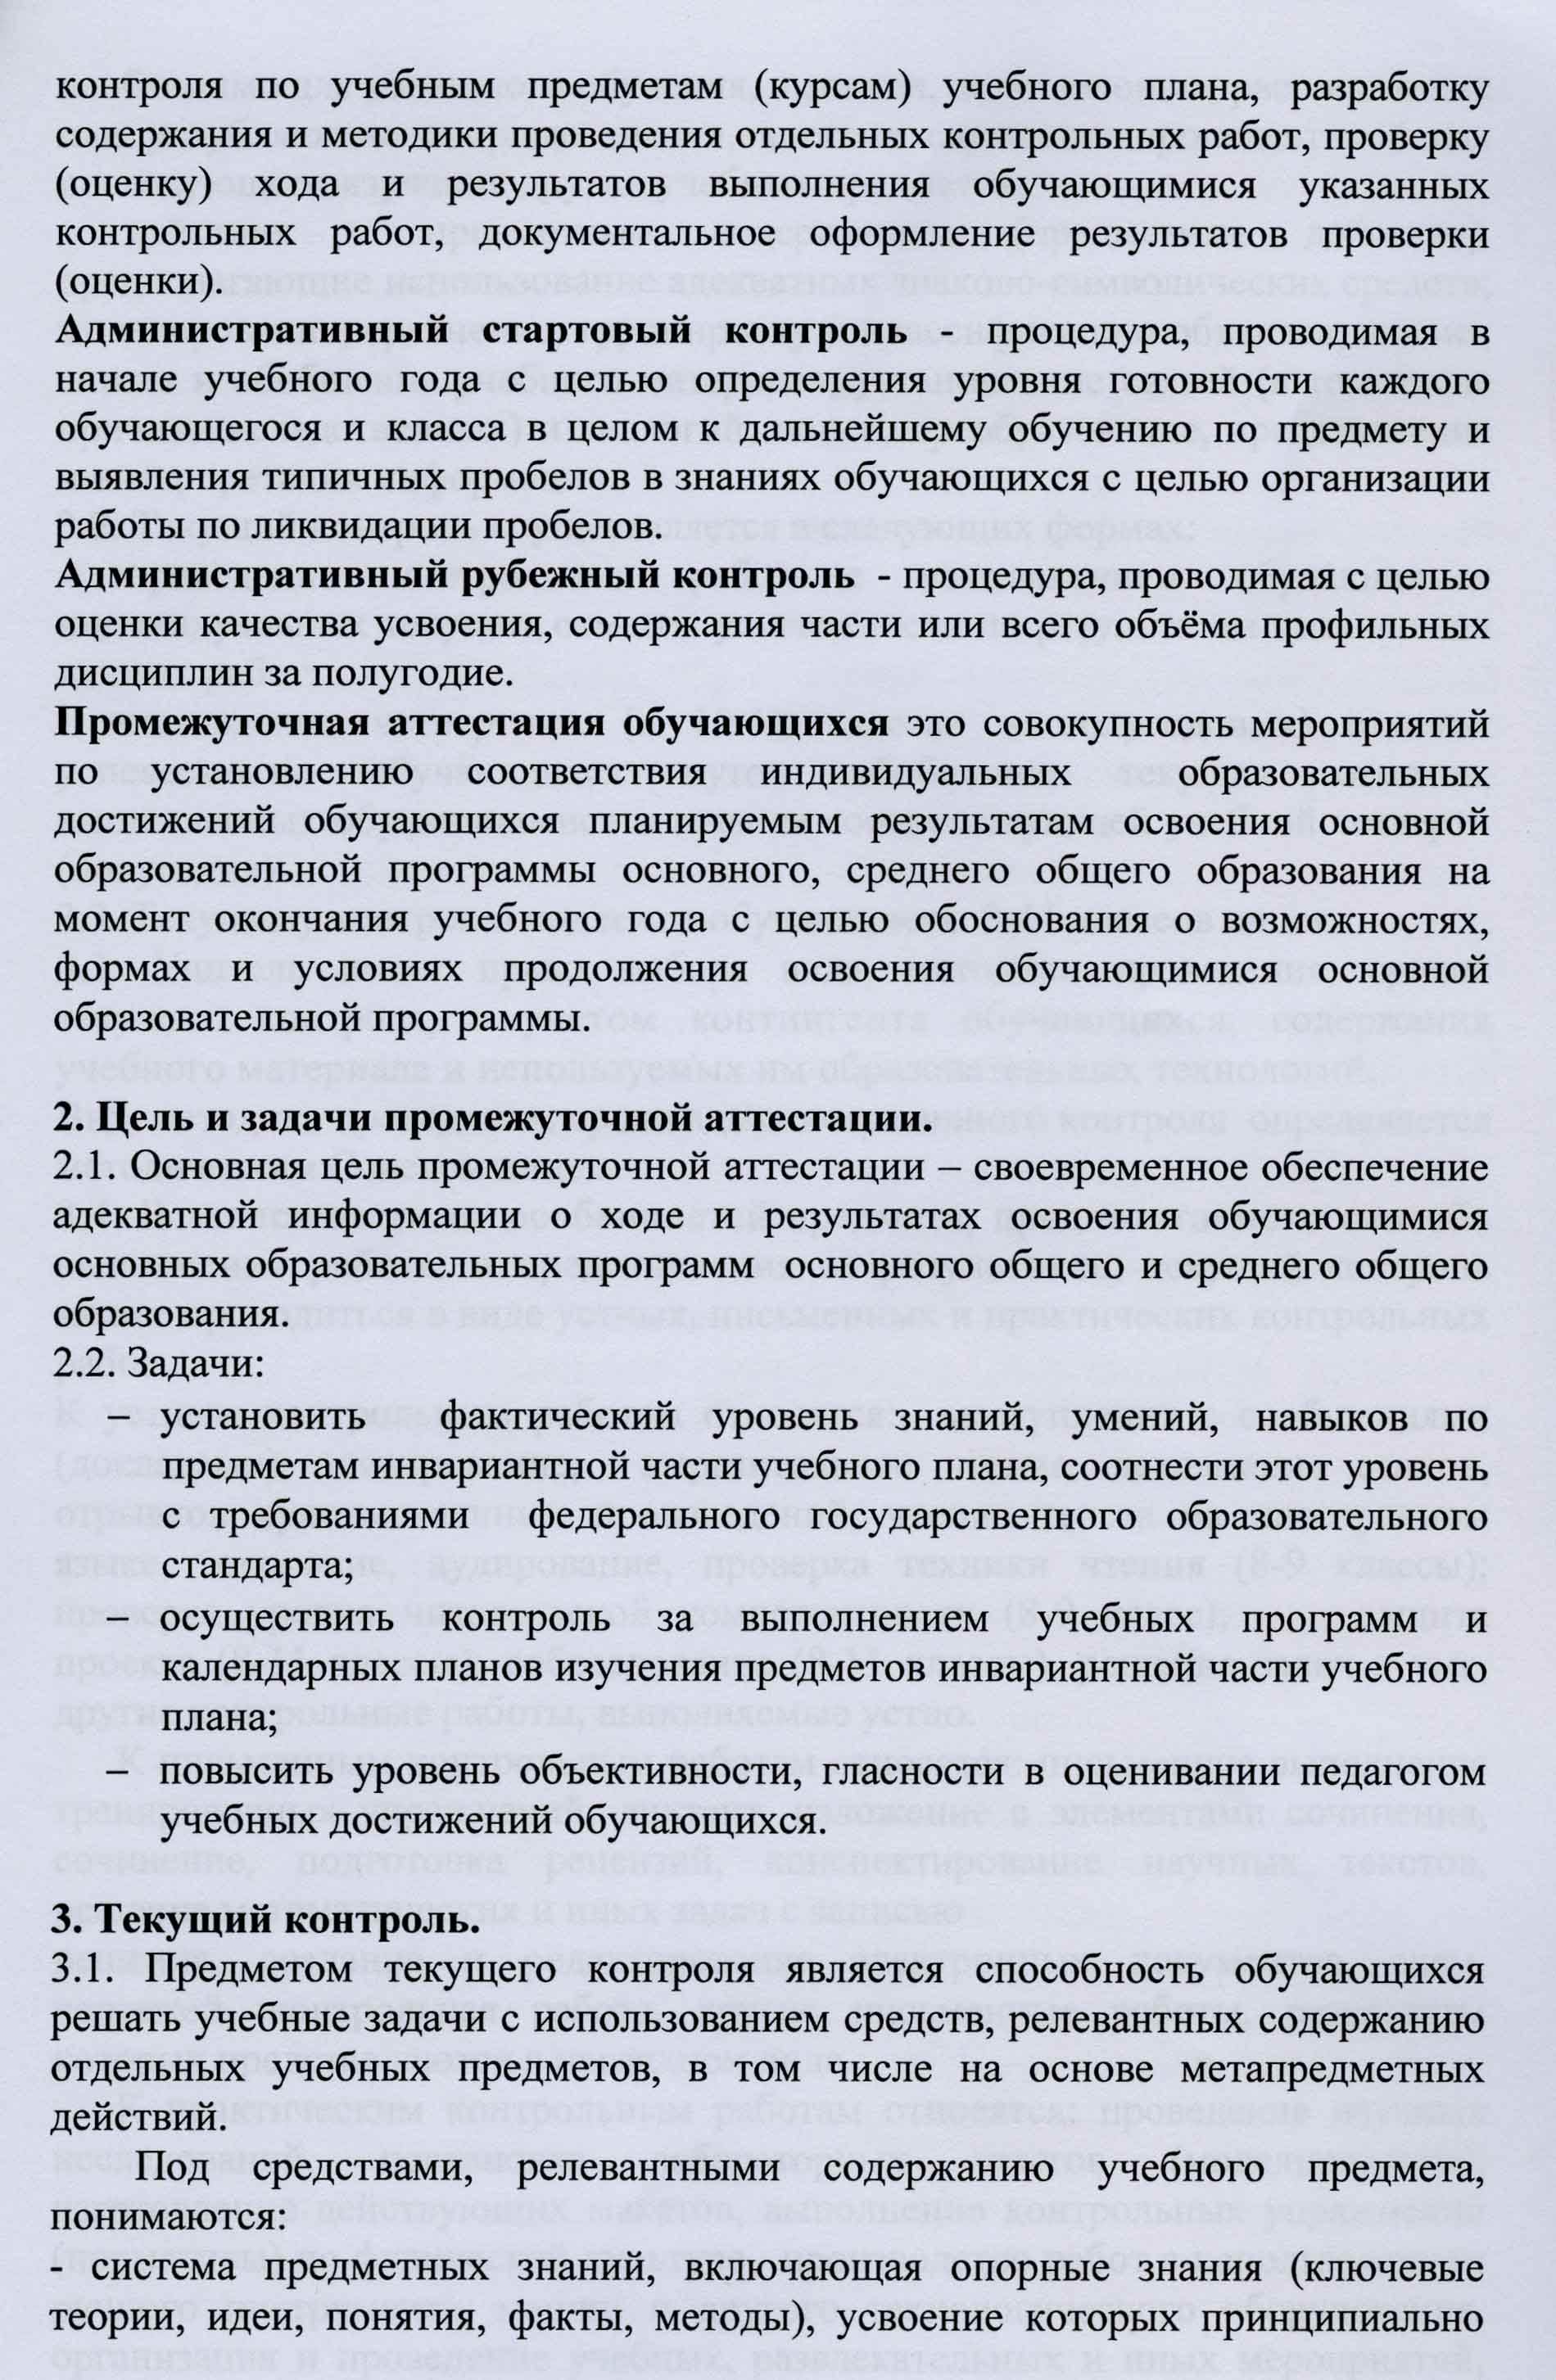 контроля по учебным предметам (курсам) учебного плана, разработку
содержания и методики проведения отдельных контрольных работ, проверку
(оценку) хода и результатов выполнения обучающимися указанных
контрольных работ, документальное оформление результатов проверки
(оценки).
Административный стартовый контроль - процедура, проводимая в
начале учебного года с целью определения уровня готовности каждого
обучающегося и класса в целом к дальнейшему обучению по предмету и
выявления типичных пробелов в знаниях обучающихся с целью организации
работы по ликвидации пробелов.
Административный рубежный контроль - процедура, проводимая с целью
оценки качества усвоения, содержания части или всего объёма профильных
дисциплин за полугодие.
Промежуточная аттестация обучающихся это совокупность мероприятий
по установлению соответствия индивидуальных образовательных
достижений обучающихся планируемым результатам освоения основной
образовательной программы основного, среднего общего образования на
момент окончания учебного года с целью обоснования о возможностях,
формах и условиях продолжения освоения обучающимися основной
образовательной программы.
2. Цель и задачи промежуточной аттестации.
2.1. Основная цель промежуточной аттестации – своевременное обеспечение
адекватной информации о ходе и результатах освоения обучающимися
основных образовательных программ основного общего и среднего общего
образования.
2.2. Задачи:
– установить фактический уровень знаний, умений, навыков по
предметам инвариантной части учебного плана, соотнести этот уровень
с требованиями федерального государственного образовательного
стандарта;
– осуществить контроль за выполнением учебных программ и
календарных планов изучения предметов инвариантной части учебного
плана;
– повысить уровень объективности, гласности в оценивании педагогом
учебных достижений обучающихся.
3. Текущий контроль.
3.1. Предметом текущего контроля является способность обучающихся
решать учебные задачи с использованием средств, релевантных содержанию
отдельных учебных предметов, в том числе на основе метапредметных
действий.
Под средствами, релевантными содержанию учебного предмета,
понимаются:
- система предметных знаний, включающая опорные знания (ключевые
теории, идеи, понятия, факты, методы), усвоение которых принципиально